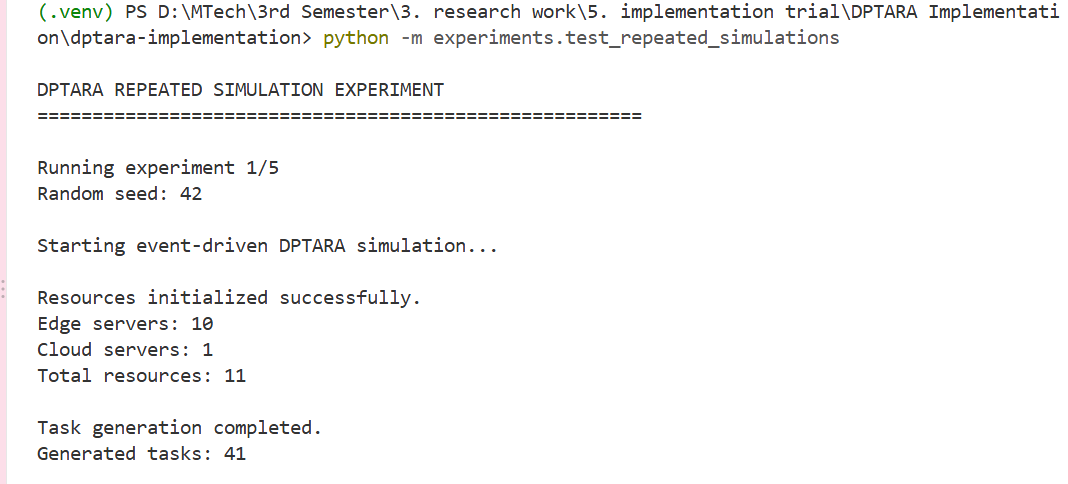 (.venv) PS D:\MTech\3rd Semester\3. research work\5. implementation trial\DPTARA Implementati
on\dptara-implementation> python -m experiments.test_repeated_simulations
DPTARA REPEATED SIMULATION EXPERIMENT
=======================================================
Running experiment 1/5
Random seed: 42
Starting event-driven DPTARA simulation...
Resources initialized successfully.
Edge servers: 10
Cloud servers: 1
Total resources: 11
Task generation completed.
Generated tasks: 41